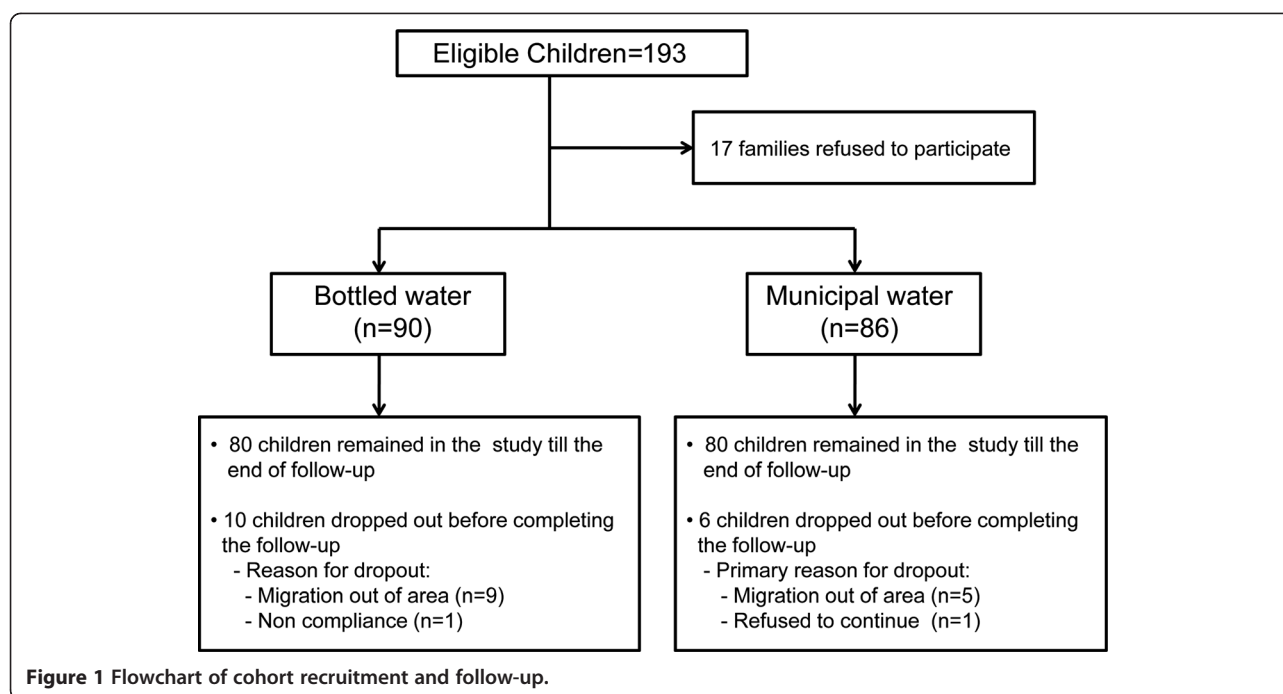 Eligible Children=193
17 families refused to participate
Bottled water
(n=90)
Municipal water
(n=86)
• 80 children remained in the study till the
end of follow-up
• 10 children dropped out before completing
the follow-up
- Reason for dropout:
- Migration out of area (n=9)
- Non compliance (n=1)
• 80 children remained in the study till the
end of follow-up
• 6 children dropped out before completing
the follow-up
- Primary reason for dropout:
- Migration out of area (n=5)
- Refused to continue (n=1)
Figure 1 Flowchart of cohort recruitment and follow-up.